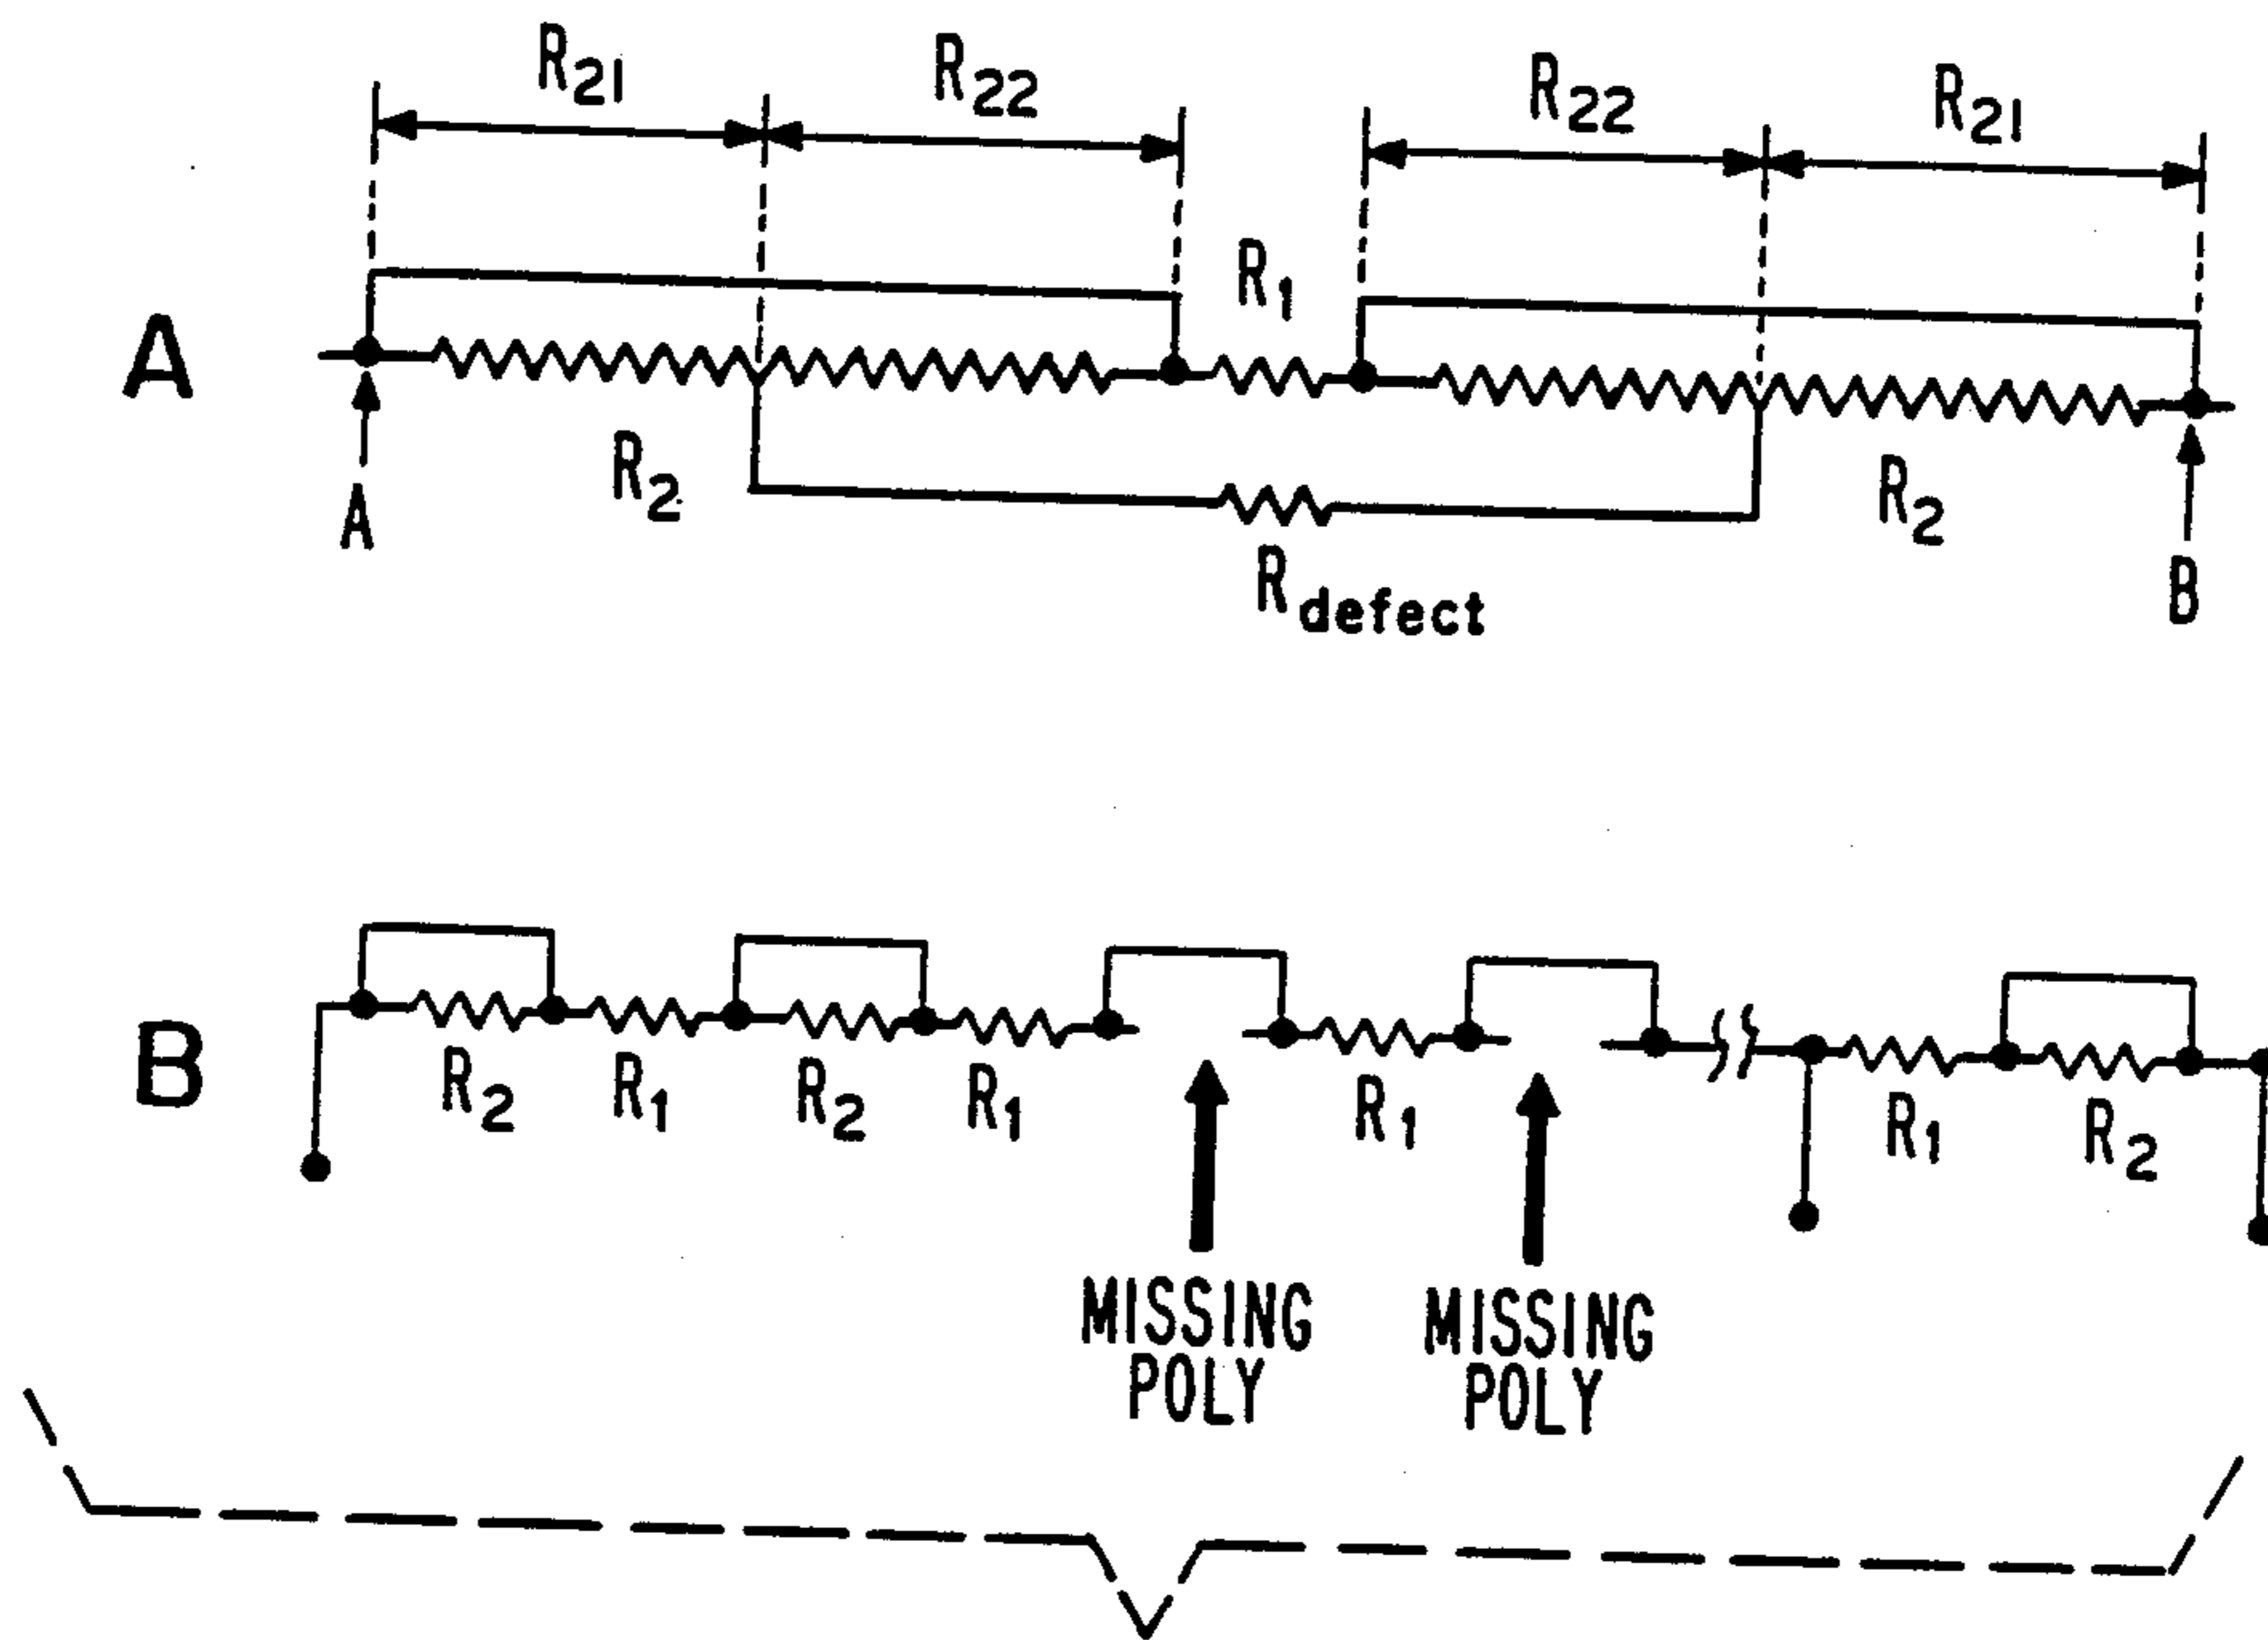 R21 R22 R22 R21
R1
A
R2 R2
A
Rdefect
B
B
R2 R1 R2 R1 R1 R1 R2
MISSING MISSING
POLY POLY